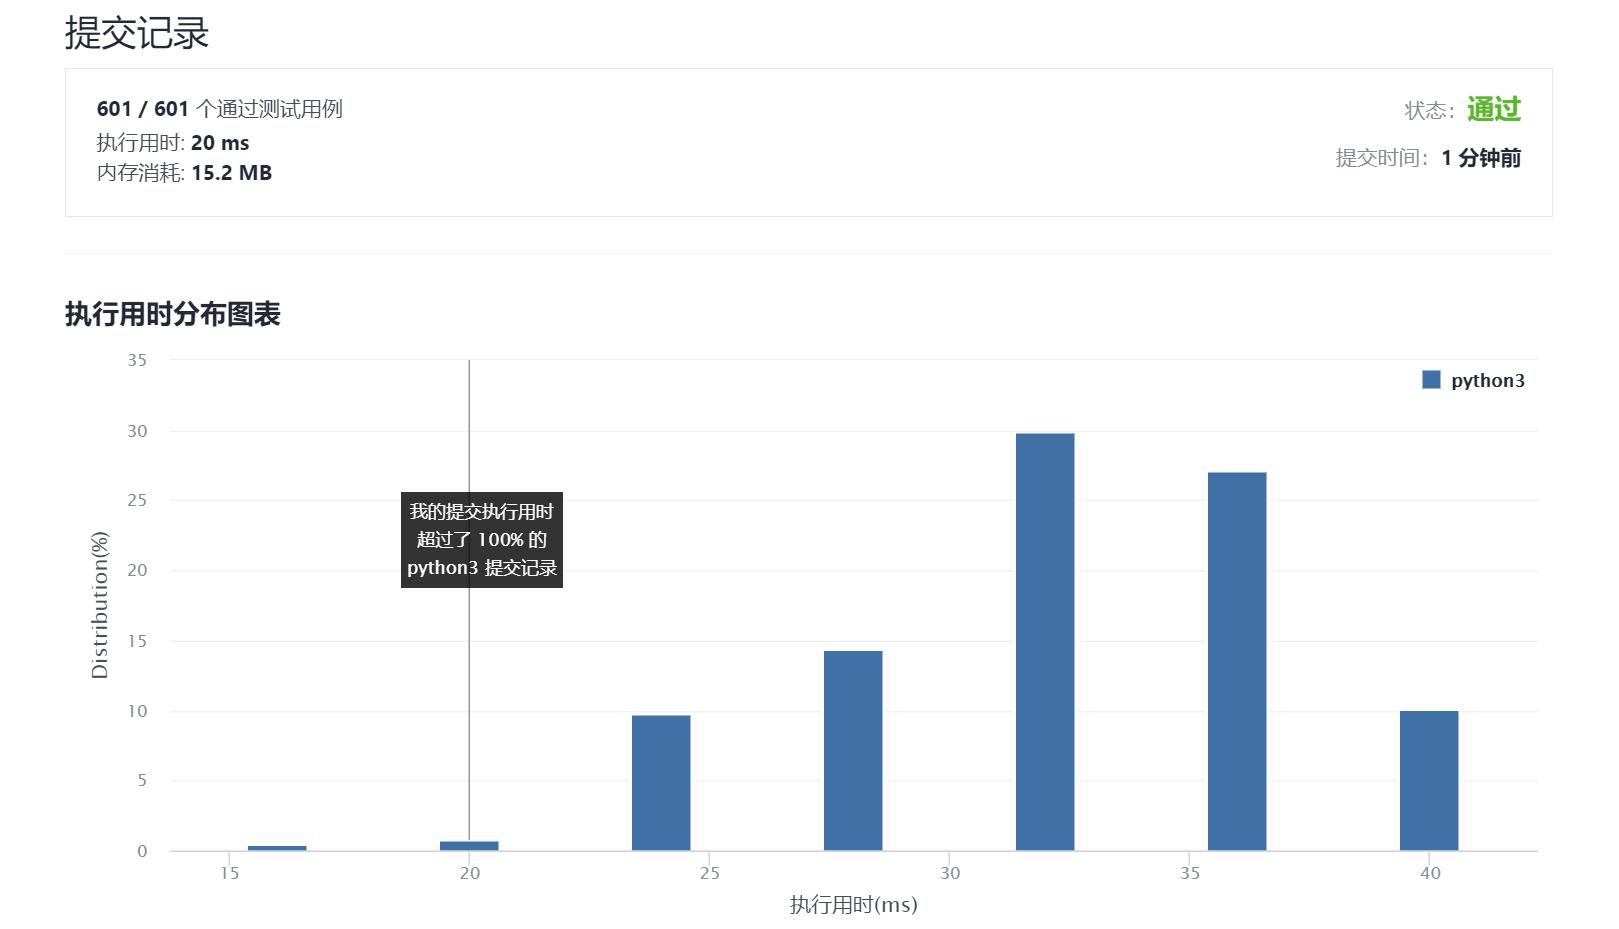 提交记录
601 / 601 个通过测试用例
状态：通过
执行用时: 20 ms
提交时间：1 分钟前
内存消耗: 15.2 MB
执行用时分布图表
35
python3
30
25
我的提交执行用时
超过了 100% 的
python3 提交记录
20
Distribution(%)
15
10
5
0
15 20 25 30 35 40
执行用时(ms)